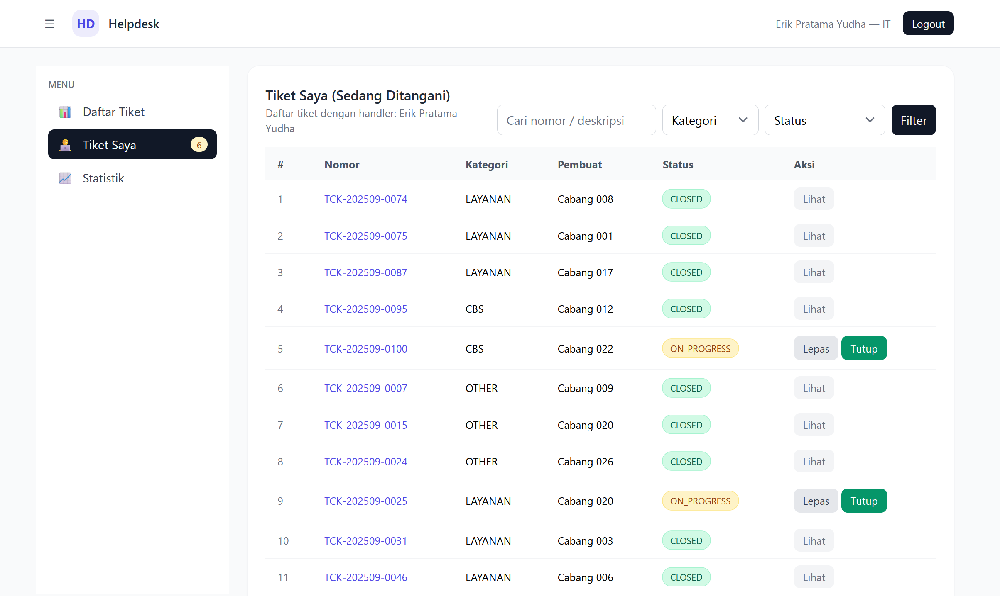 ☰ HD Helpdesk Erik Pratama Yudha — IT Logout
MENU
Daftar Tiket
Tiket Saya 6
Statistik
Tiket Saya (Sedang Ditangani)
Daftar tiket dengan handler: Erik Pratama
Yudha
Cari nomor / deskripsi Kategori Status Filter
# Nomor Kategori Pembuat Status Aksi
1 TCK-202509-0074 LAYANAN Cabang 008 CLOSED Lihat
2 TCK-202509-0075 LAYANAN Cabang 001 CLOSED Lihat
3 TCK-202509-0087 LAYANAN Cabang 017 CLOSED Lihat
4 TCK-202509-0095 CBS Cabang 012 CLOSED Lihat
5 TCK-202509-0100 CBS Cabang 022 ON_PROGRESS Lepas Tutup
6 TCK-202509-0007 OTHER Cabang 009 CLOSED Lihat
7 TCK-202509-0015 OTHER Cabang 020 CLOSED Lihat
8 TCK-202509-0024 OTHER Cabang 026 CLOSED Lihat
9 TCK-202509-0025 LAYANAN Cabang 020 ON_PROGRESS Lepas Tutup
10 TCK-202509-0031 LAYANAN Cabang 003 CLOSED Lihat
11 TCK-202509-0046 LAYANAN Cabang 006 CLOSED Lihat